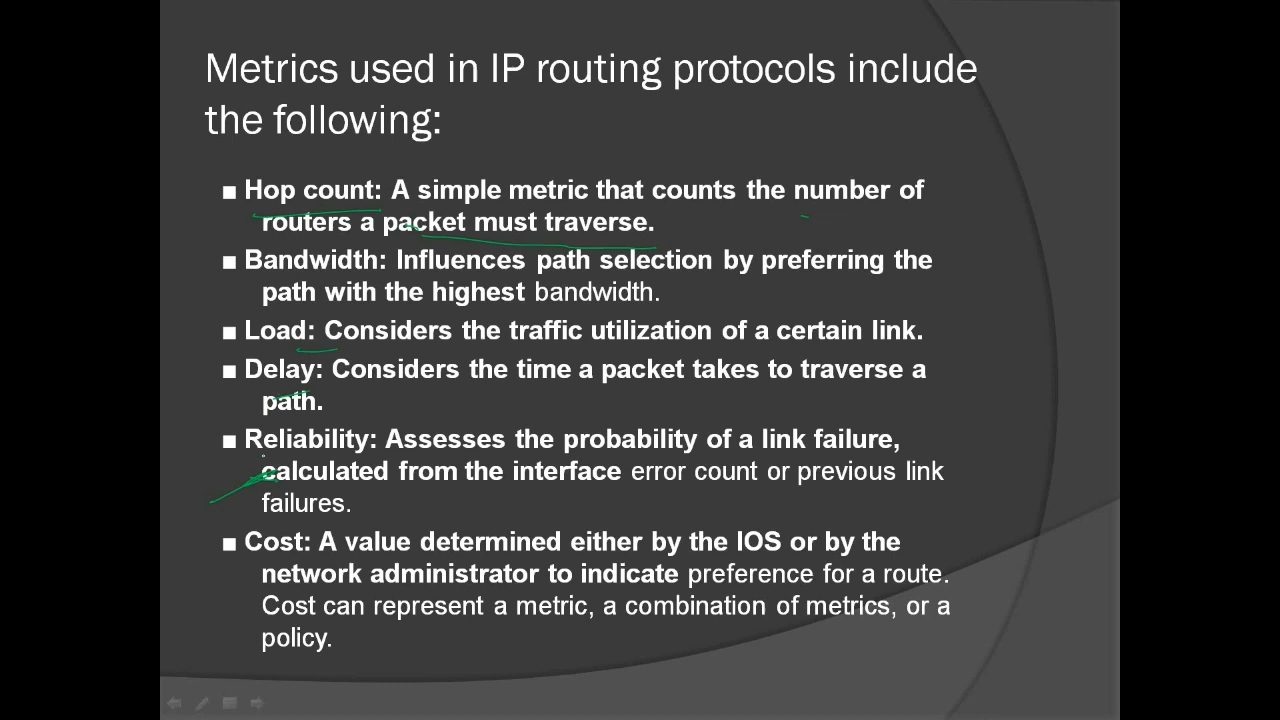 Metrics used in IP routing protocols include
the following:
■ Hop count: A simple metric that counts the number of
routers a packet must traverse.
■ Bandwidth: Influences path selection by preferring the
path with the highest bandwidth.
■ Load: Considers the traffic utilization of a certain link.
■ Delay: Considers the time a packet takes to traverse a
path.
■ Reliability: Assesses the probability of a link failure,
calculated from the interface error count or previous link
failures.
■ Cost: A value determined either by the IOS or by the
network administrator to indicate preference for a route.
Cost can represent a metric, a combination of metrics, or a
policy.